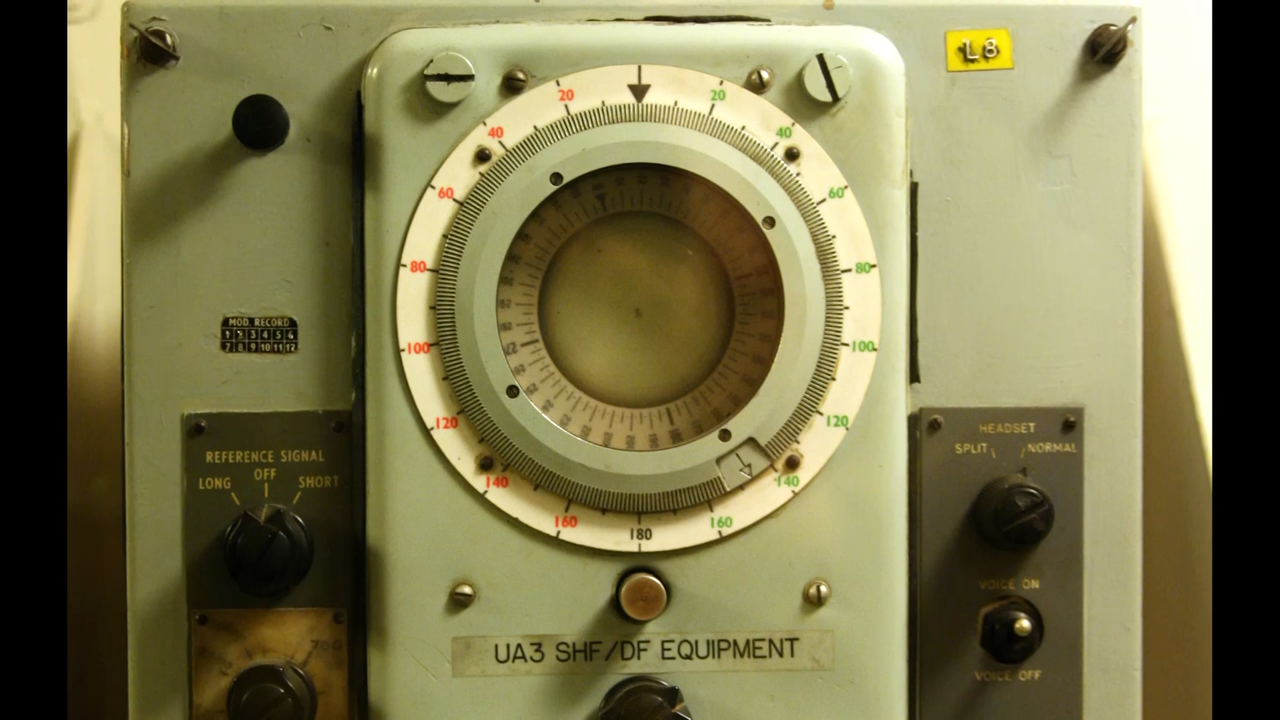 L8
20 20
40 40
60 60
80 80
100 100
120 120
140 140
160 160
180
MOD. RECORD
1 2 3 4 5 6
7 8 9 10 11 12
REFERENCE SIGNAL
OFF
LONG SHORT
HEADSET
SPLIT NORMAL
VOICE ON
VOICE OFF
UA3 SHF/DF EQUIPMENT